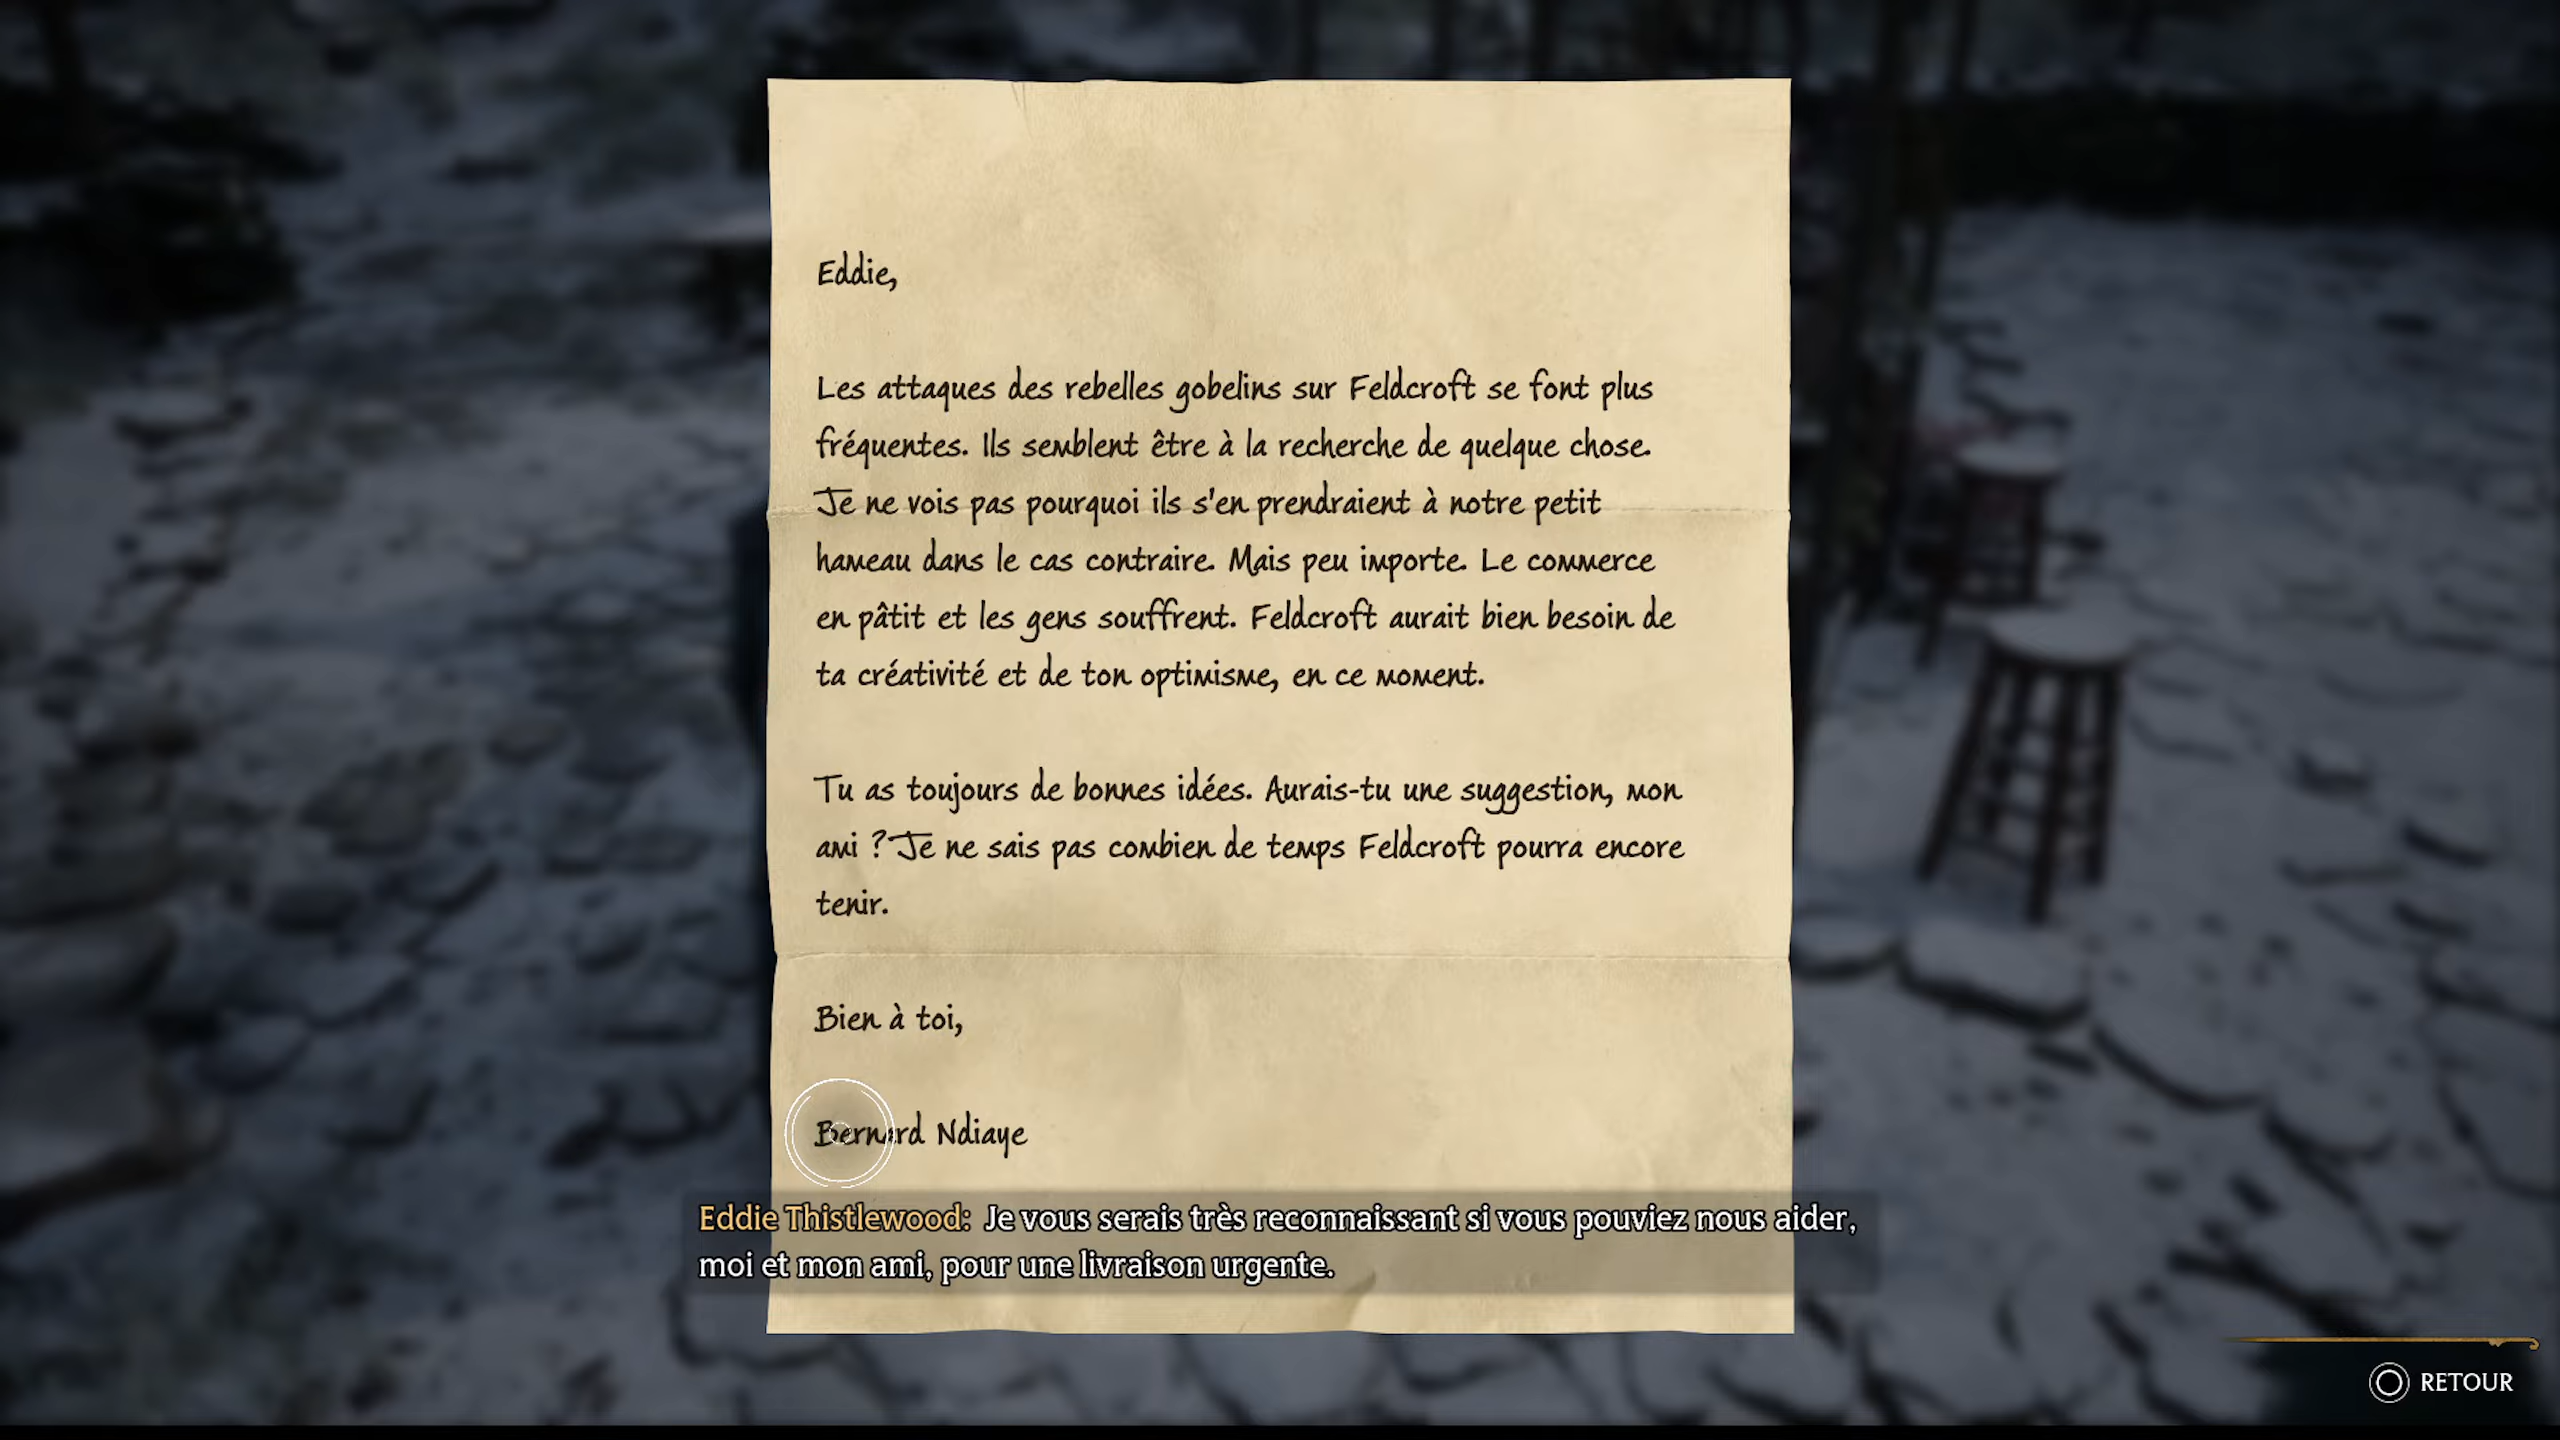 Eddie,
Les attaques des rebelles gobelins sur Feldcroft se font plus
fréquentes. Ils semblent être à la recherche de quelque chose.
Je ne vois pas pourquoi ils s'en prendraient à notre petit
hameau dans le cas contraire. Mais peu importe. Le commerce
en pâtit et les gens souffrent. Feldcroft aurait bien besoin de
ta créativité et de ton optimisme, en ce moment.
Tu as toujours de bonnes idées. Aurais-tu une suggestion, mon
ami ? Je ne sais pas combien de temps Feldcroft pourra encore
tenir.
Bien à toi,
Bernard Ndiaye
Eddie Thistlewood: Je vous serais très reconnaissant si vous pouviez nous aider,
moi et mon ami, pour une livraison urgente.
RETOUR